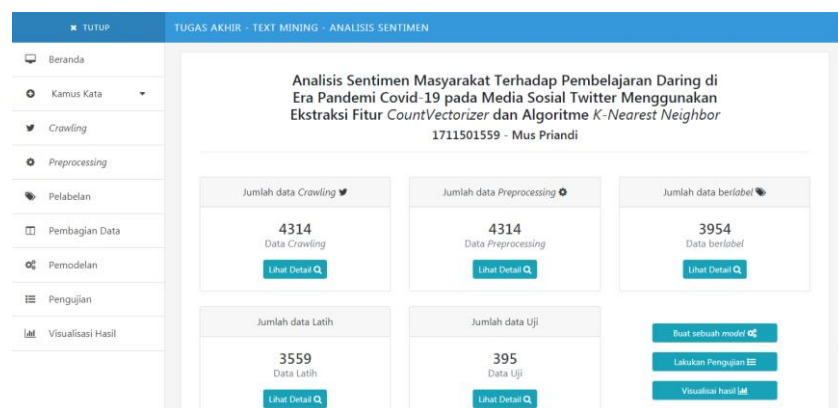 ✖ TUTUP
TUGAS AKHIR - TEXT MINING - ANALISIS SENTIMEN
Beranda
Kamus Kata
Crawling
Preprocessing
Pelabelan
Pembagian Data
Pemodelan
Pengujian
Visualisasi Hasil
Analisis Sentimen Masyarakat Terhadap Pembelajaran Daring di
Era Pandemi Covid-19 pada Media Sosial Twitter Menggunakan
Ekstraksi Fitur CountVectorizer dan Algoritme K-Nearest Neighbor
1711501559 - Mus Priandi
Jumlah data Crawling
4314
Data Crawling
Lihat Detail
Jumlah data Preprocessing
4314
Data Preprocessing
Lihat Detail
Jumlah data berlabel
3954
Data berlabel
Lihat Detail
Jumlah data Latih
3559
Data Latih
Lihat Detail
Jumlah data Uji
395
Data Uji
Lihat Detail
Buat sebuah model
Lakukan Pengujian
Visualisai hasil